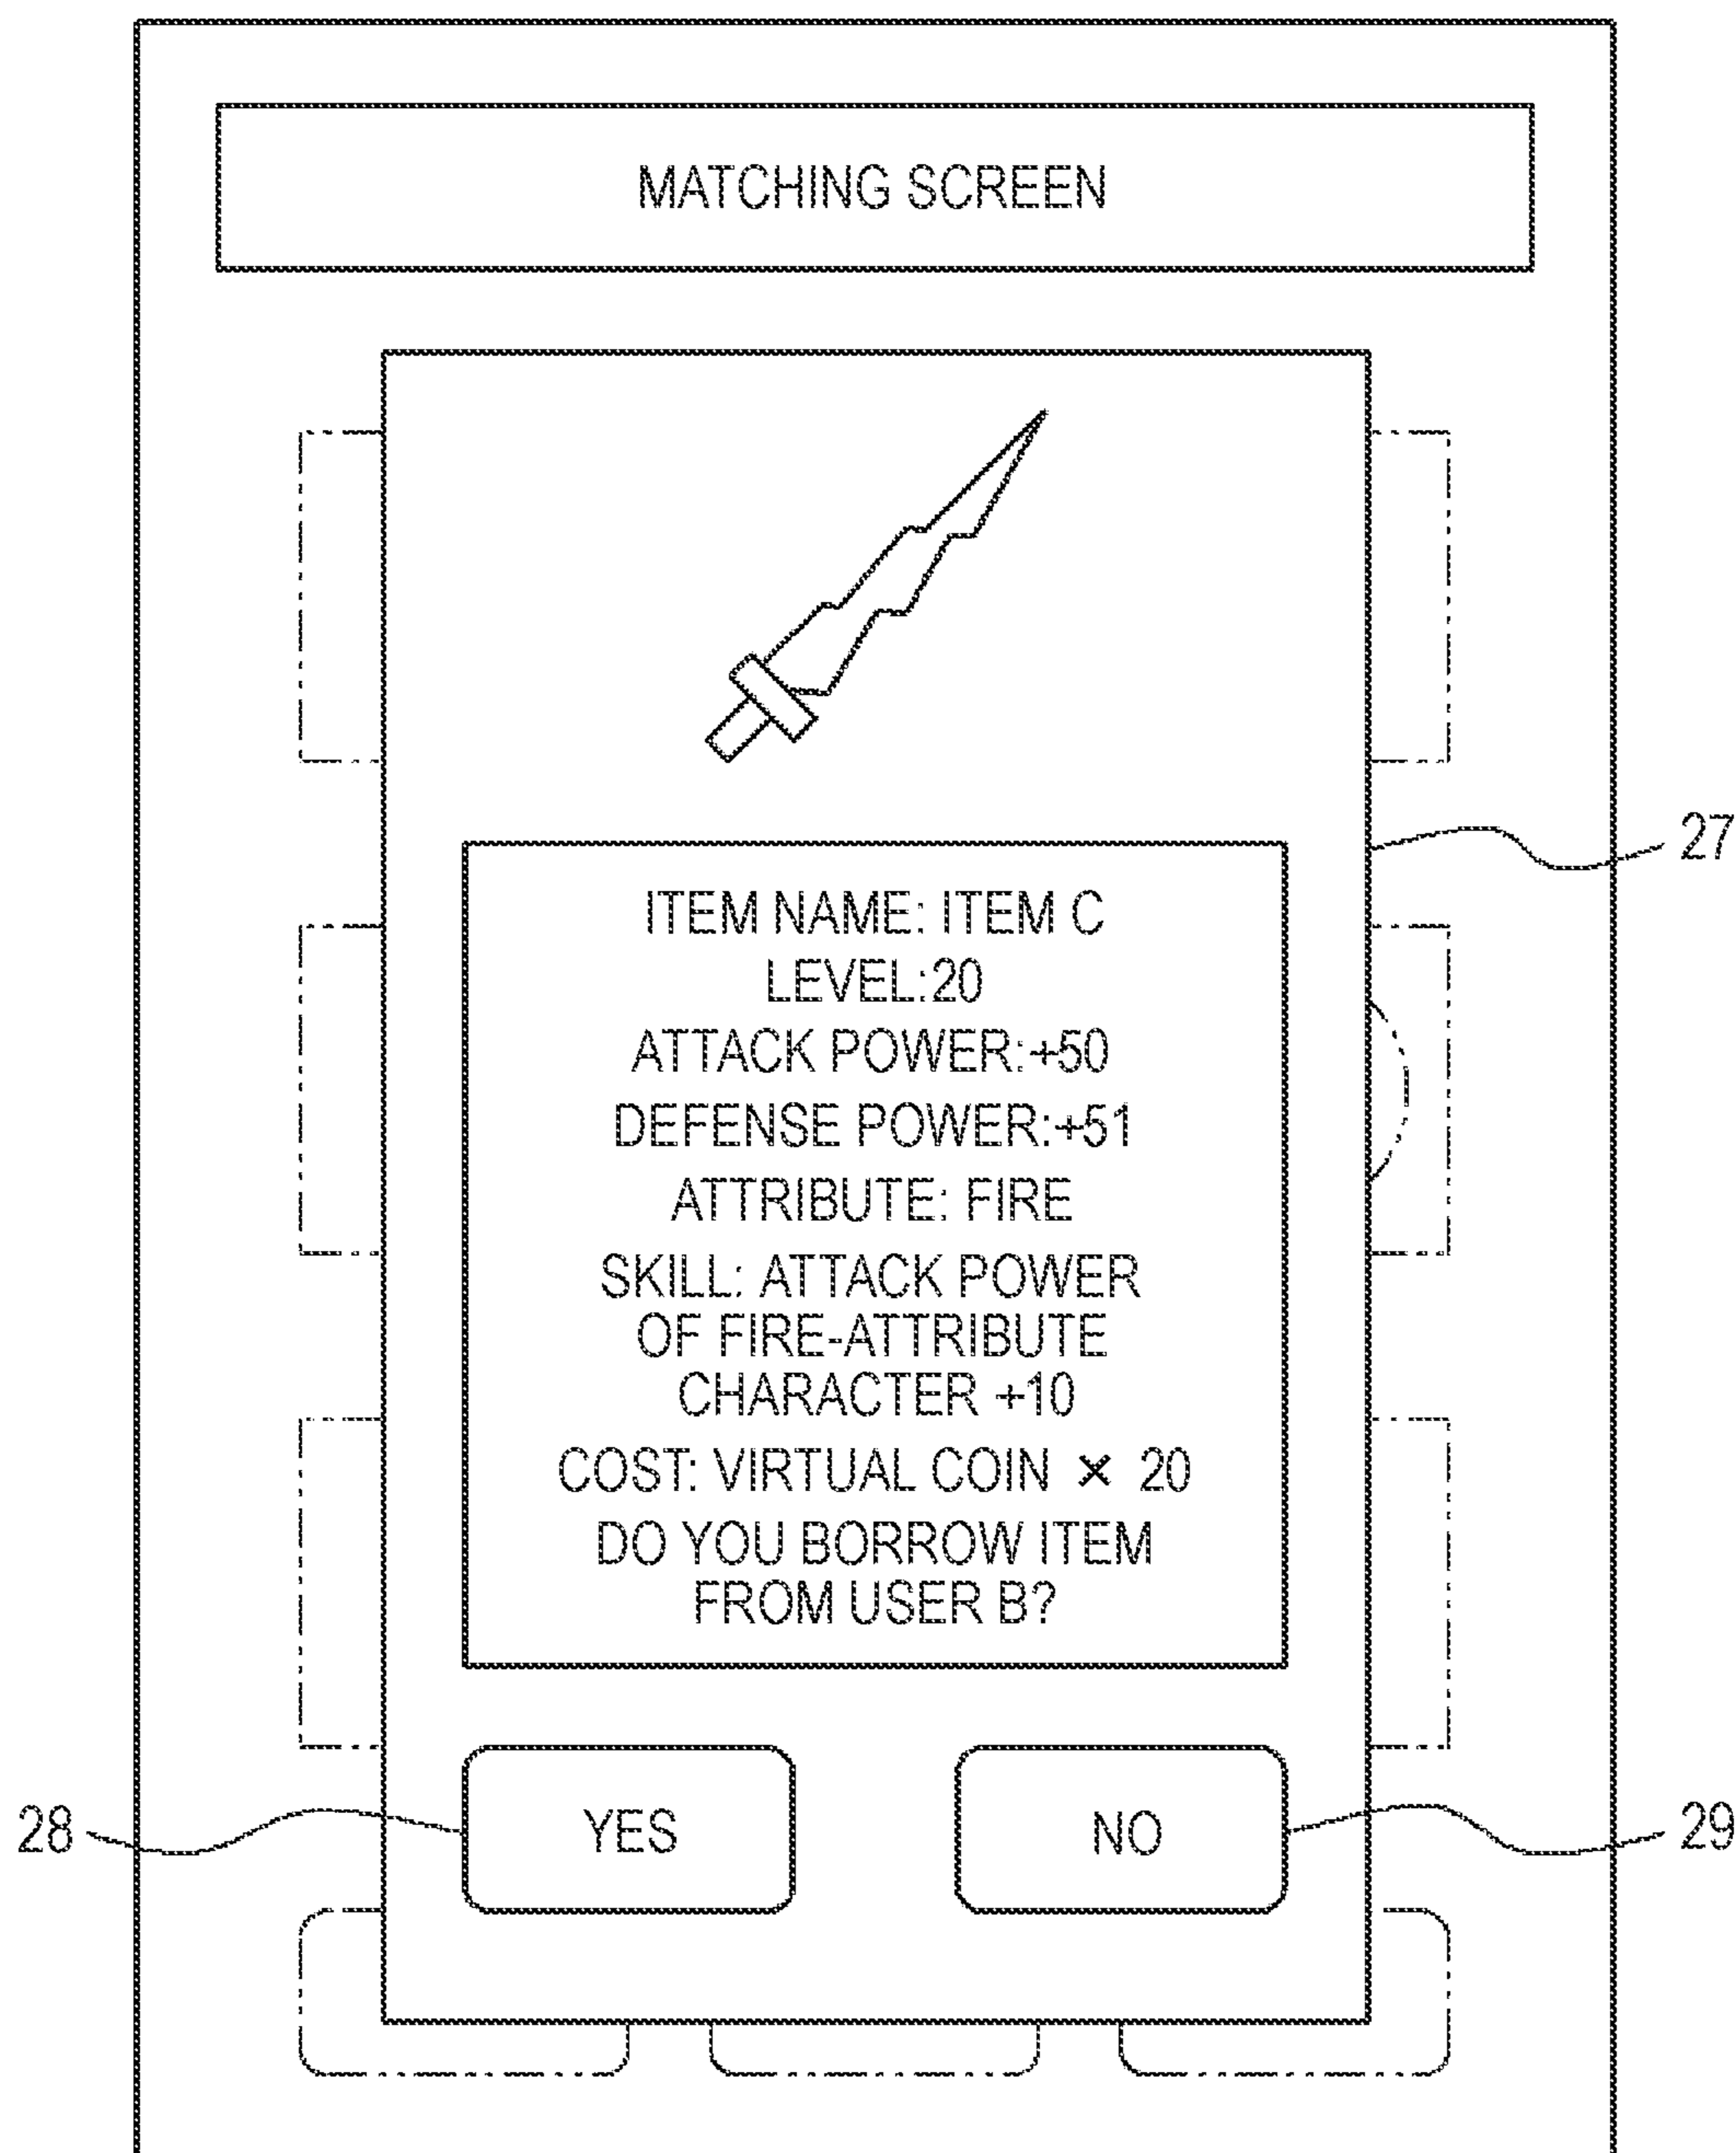 MATCHING SCREEN
27
ITEM NAME: ITEM C
LEVEL:20
ATTACK POWER:+50
DEFENSE POWER:+51
ATTRIBUTE: FIRE
SKILL: ATTACK POWER
OF FIRE-ATTRIBUTE
CHARACTER +10
COST: VIRTUAL COIN × 20
DO YOU BORROW ITEM
FROM USER B?
28
YES
NO
29